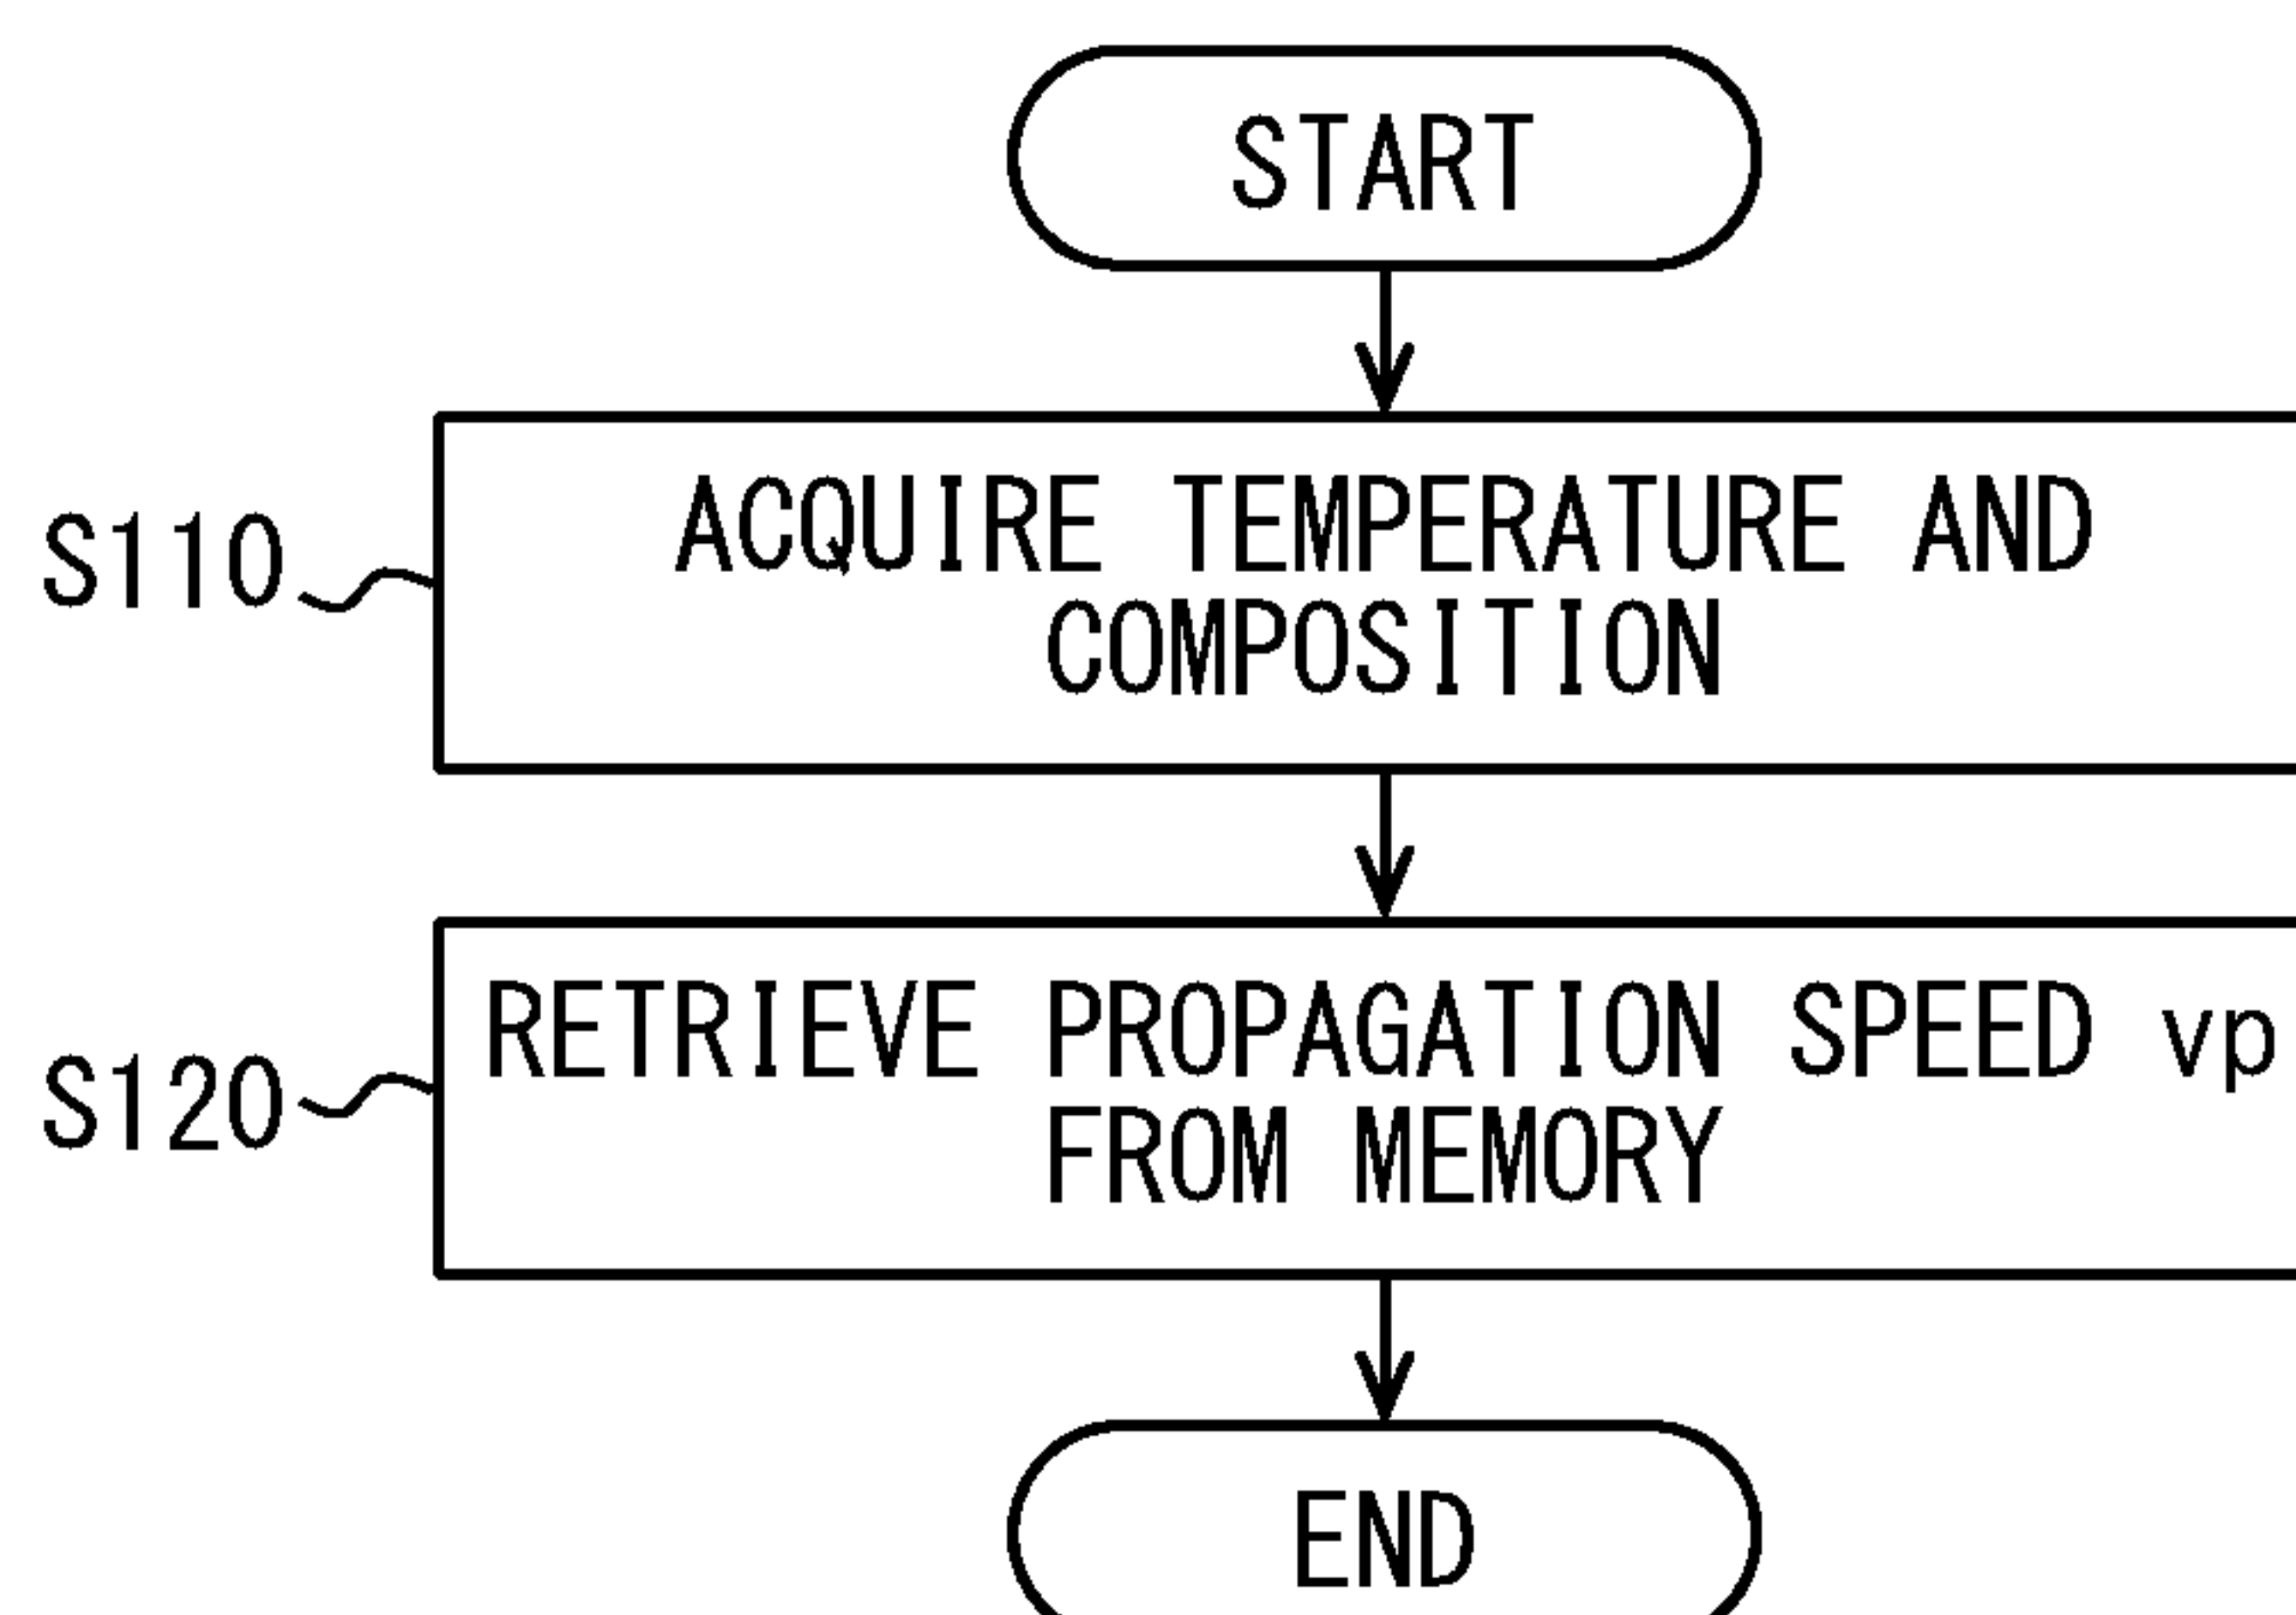 START
S110
ACQUIRE TEMPERATURE AND
COMPOSITION
S120
RETRIEVE PROPAGATION SPEED vp
FROM MEMORY
END